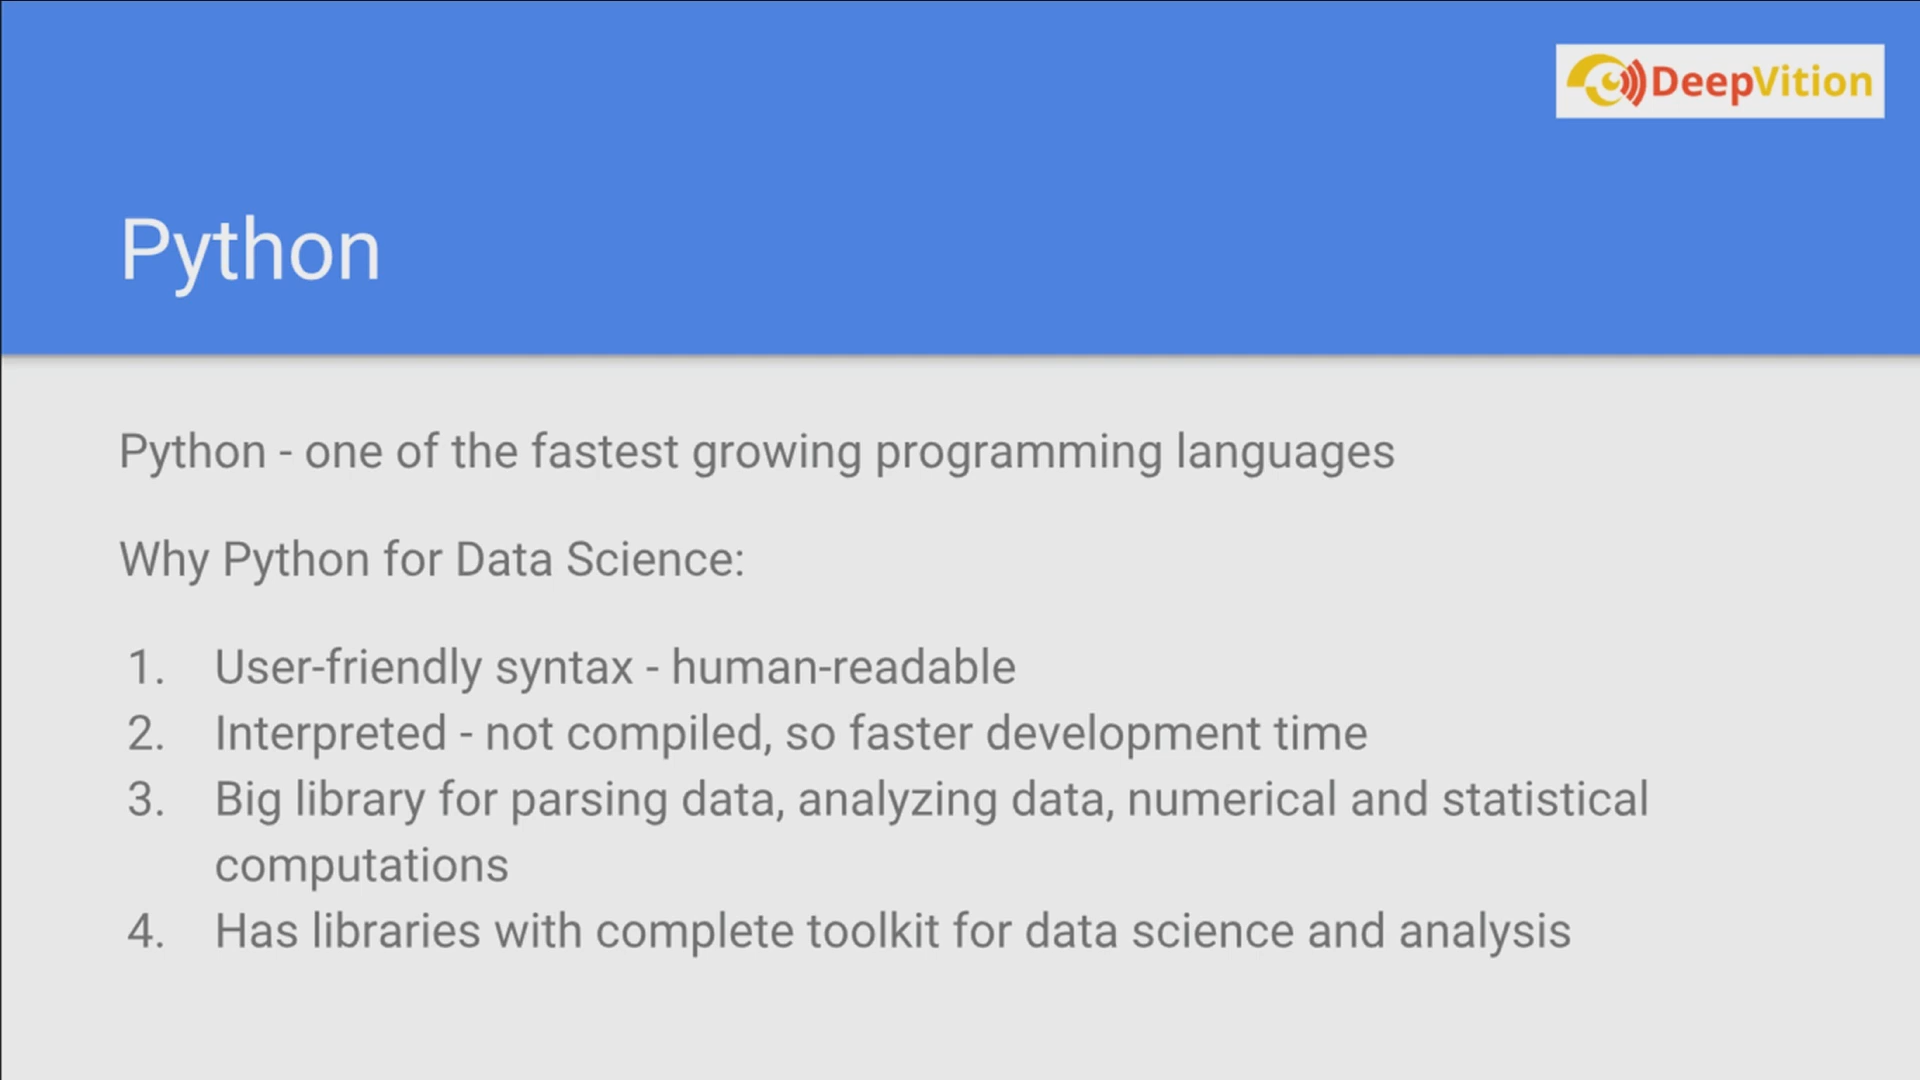 DeepVition
Python
Python - one of the fastest growing programming languages
Why Python for Data Science:
1. User-friendly syntax - human-readable
2. Interpreted - not compiled, so faster development time
3. Big library for parsing data, analyzing data, numerical and statistical
computations
4. Has libraries with complete toolkit for data science and analysis